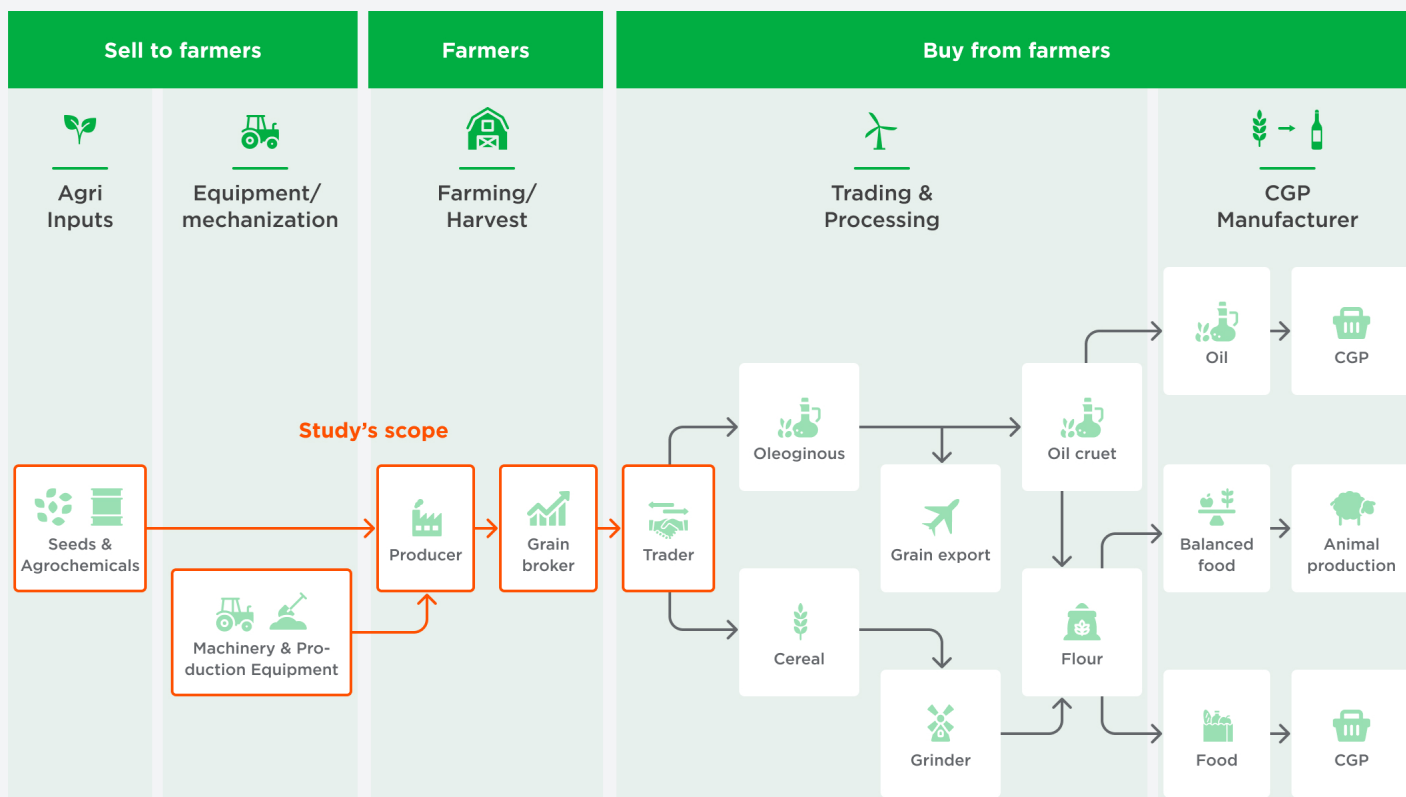 Sell to farmers
Farmers
Buy from farmers
Agri
Inputs
Equipment/
mechanization
Farming/
Harvest
Trading &
Processing
CGP
Manufacturer
Oil
CGP
Study's scope
Oleoginous
Oil cruet
Seeds &
Agrochemicals
Producer
Grain
broker
Trader
Grain export
Balanced
food
Animal
production
Machinery & Pro-
duction Equipment
Cereal
Flour
Grinder
Food
CGP